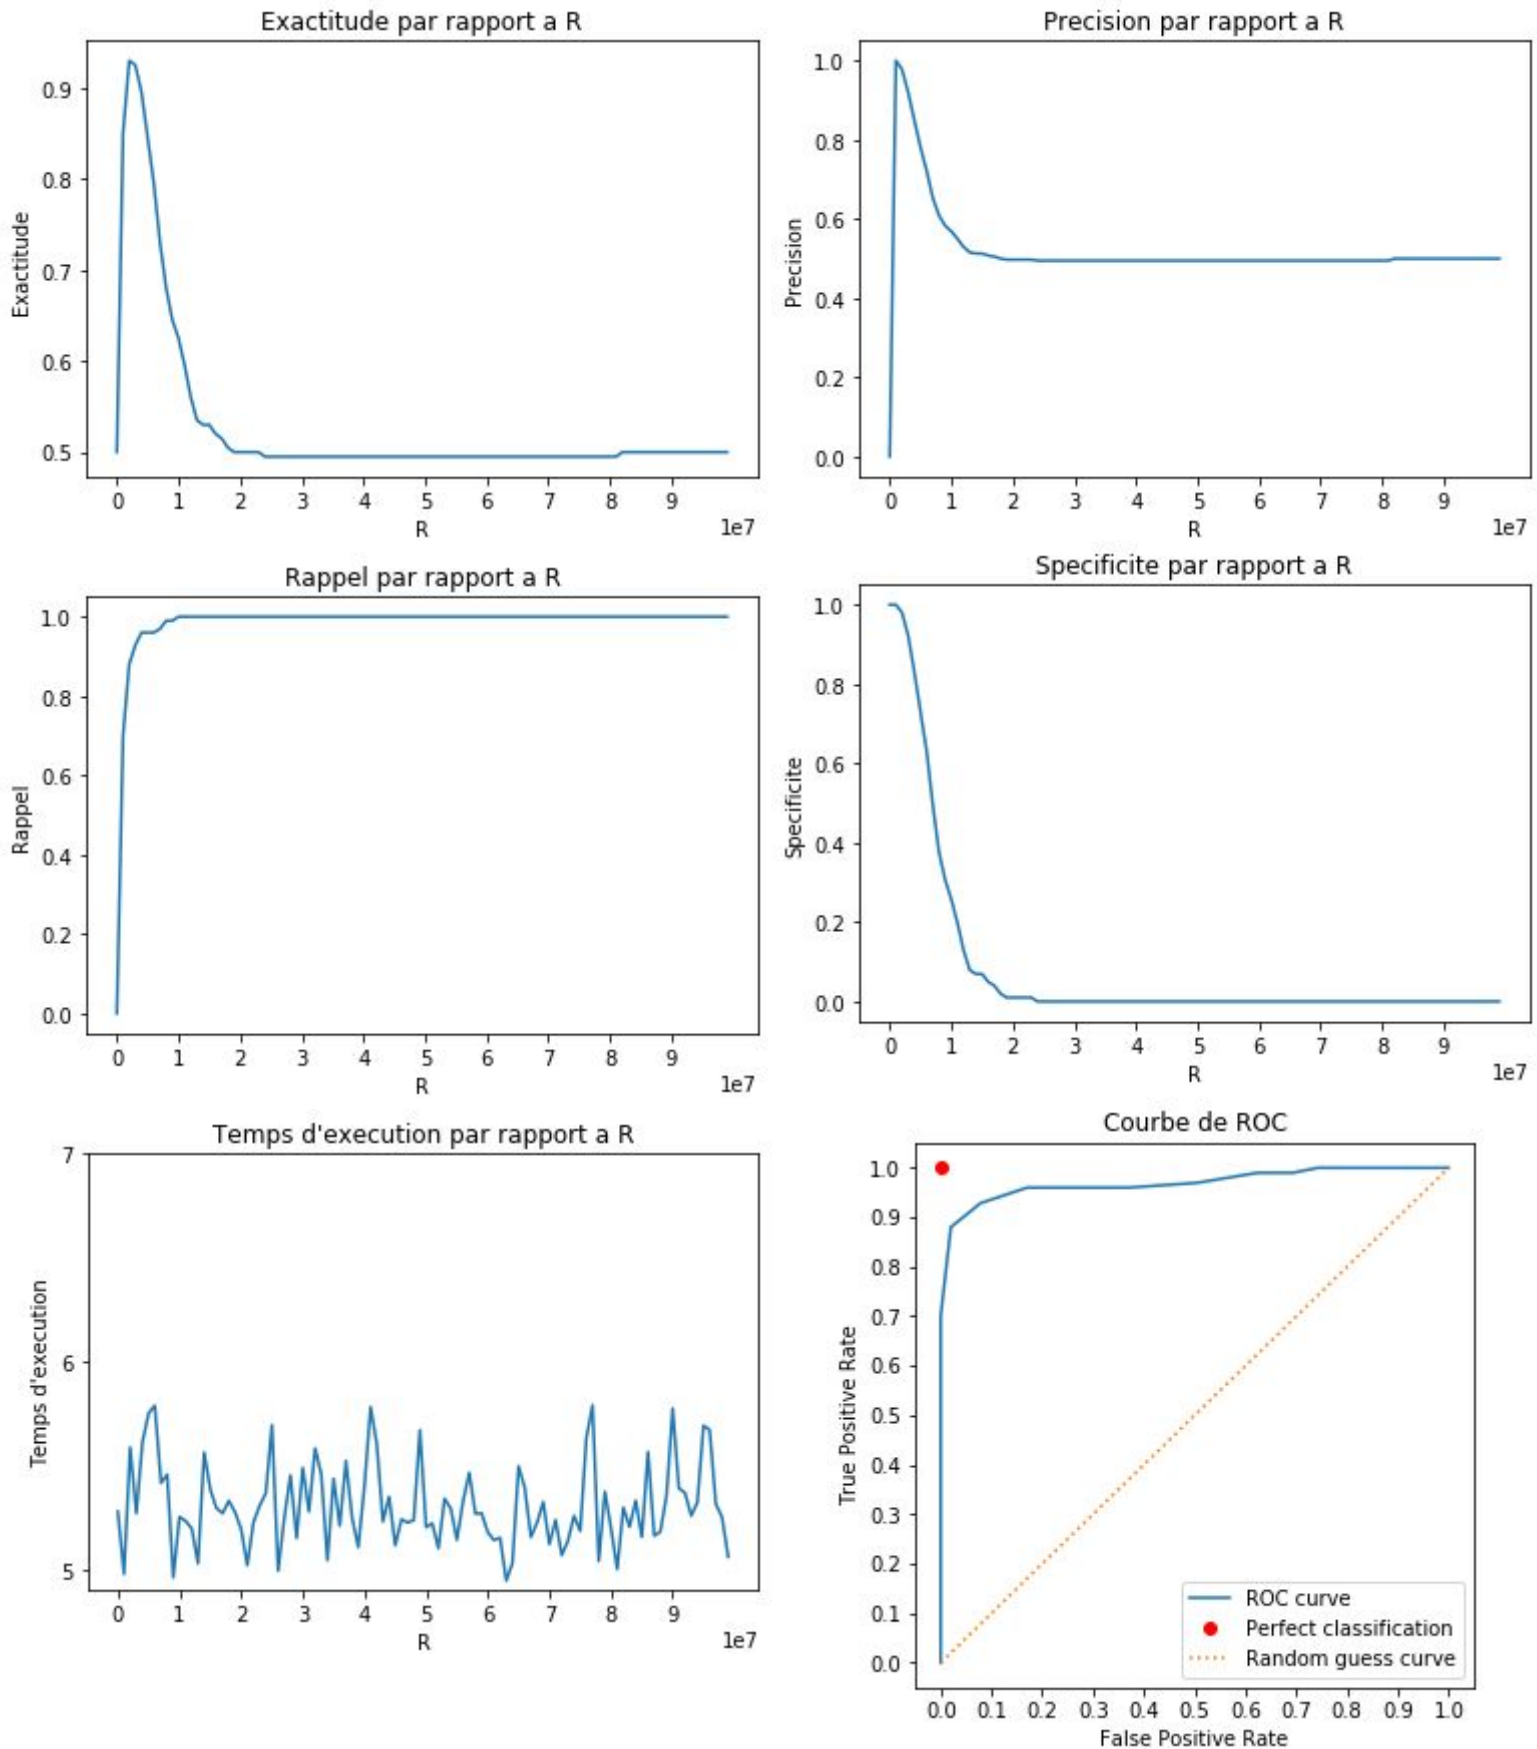 Exactitude par rapport a R
Exactitude
0.9
0.8
0.7
0.6
0.5
0 1 2 3 4 5 6 7 8 9
1e7
R
Precision par rapport a R
Precision
1.0
0.8
0.6
0.4
0.2
0.0
0 1 2 3 4 5 6 7 8 9
1e7
R
Rappel par rapport a R
Rappel
1.0
0.8
0.6
0.4
0.2
0.0
0 1 2 3 4 5 6 7 8 9
1e7
R
Specificite par rapport a R
Specificite
1.0
0.8
0.6
0.4
0.2
0.0
0 1 2 3 4 5 6 7 8 9
1e7
R
Temps d'execution par rapport a R
Temps d'execution
7
6
5
0 1 2 3 4 5 6 7 8 9
1e7
R
Courbe de ROC
True Positive Rate
1.0
0.9
0.8
0.7
0.6
0.5
0.4
0.3
0.2
0.1
0.0
ROC curve
Perfect classification
Random guess curve
0.0 0.1 0.2 0.3 0.4 0.5 0.6 0.7 0.8 0.9 1.0
False Positive Rate